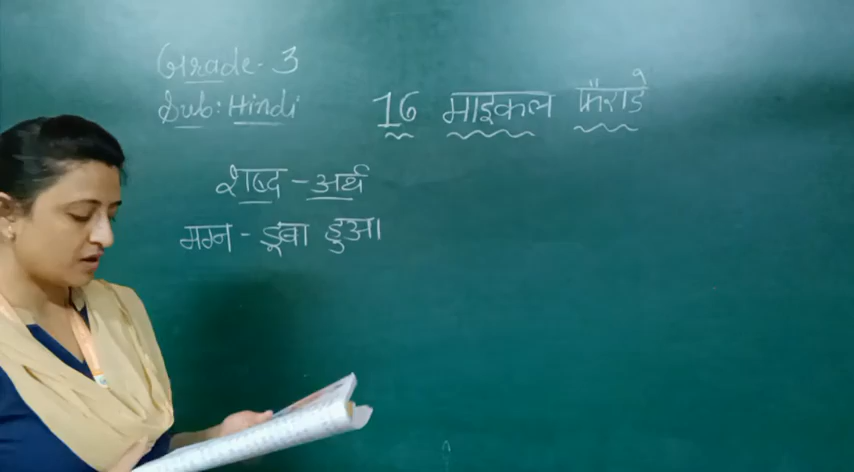 Grade - 3
Sub: Hindi
16 माइकल फैराडे
शब्द - अर्थ
मग्न - डूबा हुआ